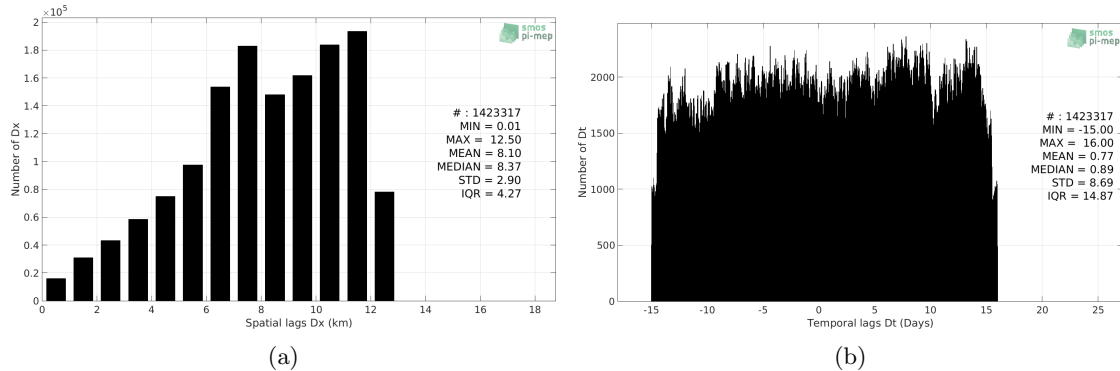 ×10⁵
2
1.8
1.6
1.4
1.2
1
0.8
0.6
0.4
0.2
0
Number of Dx
0 2 4 6 8 10 12 14 16 18
Spatial lags Dx (km)
smos
pi-mep
# : 1423317
MIN = 0.01
MAX = 12.50
MEAN = 8.10
MEDIAN = 8.37
STD = 2.90
IQR = 4.27
(a)
2000
1500
1000
500
0
Number of Dt
-15 -10 -5 0 5 10 15 20 25
Temporal lags Dt (Days)
smos
pi-mep
# : 1423317
MIN = -15.00
MAX = 16.00
MEAN = 0.77
MEDIAN = 0.89
STD = 8.69
IQR = 14.87
(b)